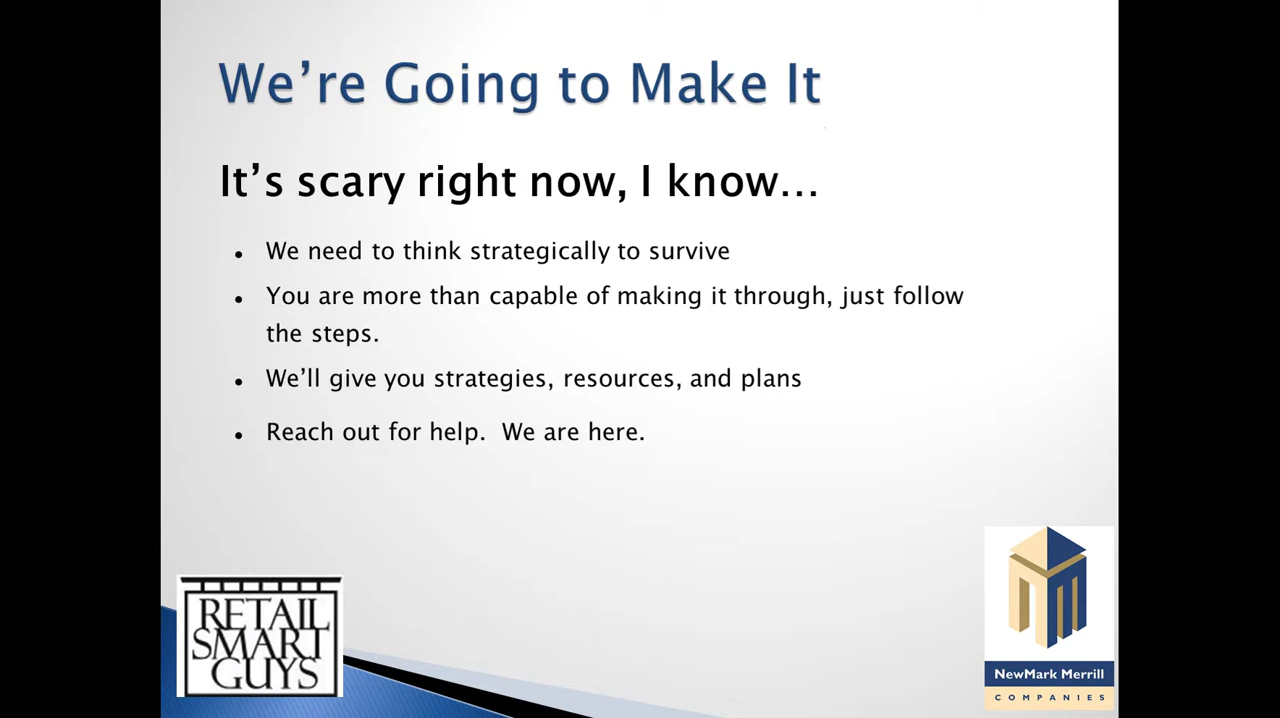 We're Going to Make It
It's scary right now, I know...
• We need to think strategically to survive
• You are more than capable of making it through, just follow
the steps.
• We'll give you strategies, resources, and plans
• Reach out for help.  We are here.
RETAIL
SMART
GUYS
NewMark Merrill
COMPANIES